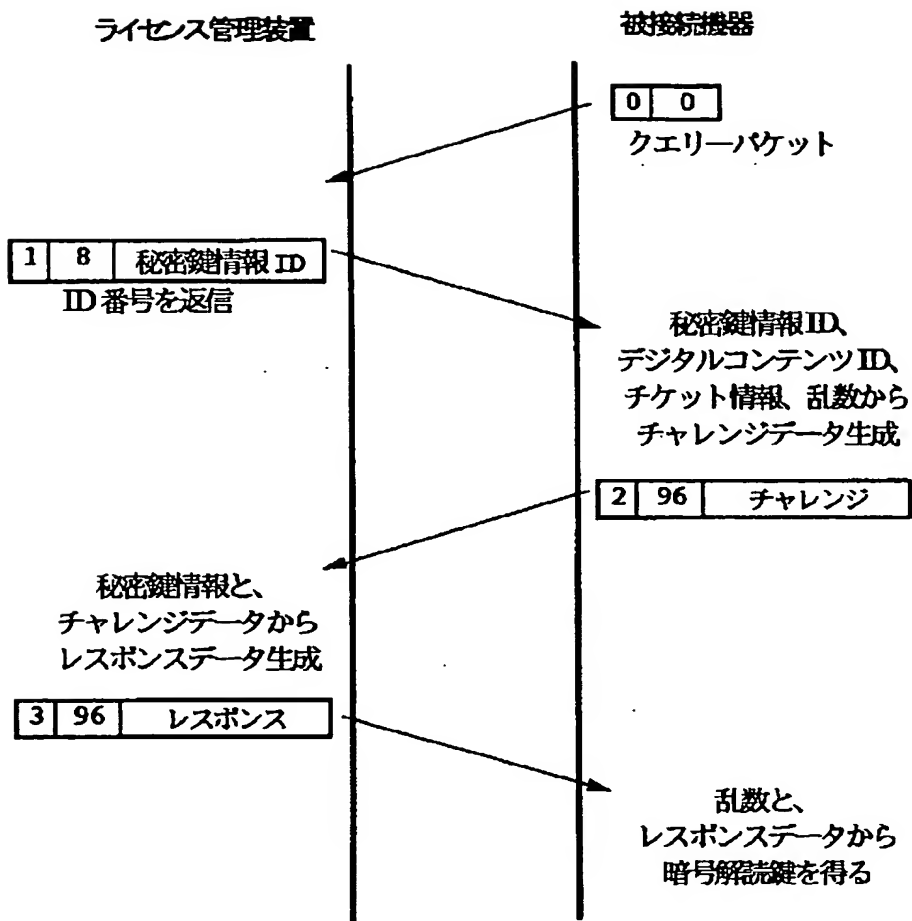 ライセンス管理装置
被接続機器
0 0
クエリーパケット
1 8 秘密鍵情報 ID
ID 番号を返信
秘密鍵情報ID、
デジタルコンテンツID、
チケット情報、乱数から
チャレンジデータ生成
2 96 チャレンジ
秘密鍵情報と、
チャレンジデータから
レスポンスデータ生成
3 96 レスポンス
乱数と、
レスポンスデータから
暗号解読鍵を得る